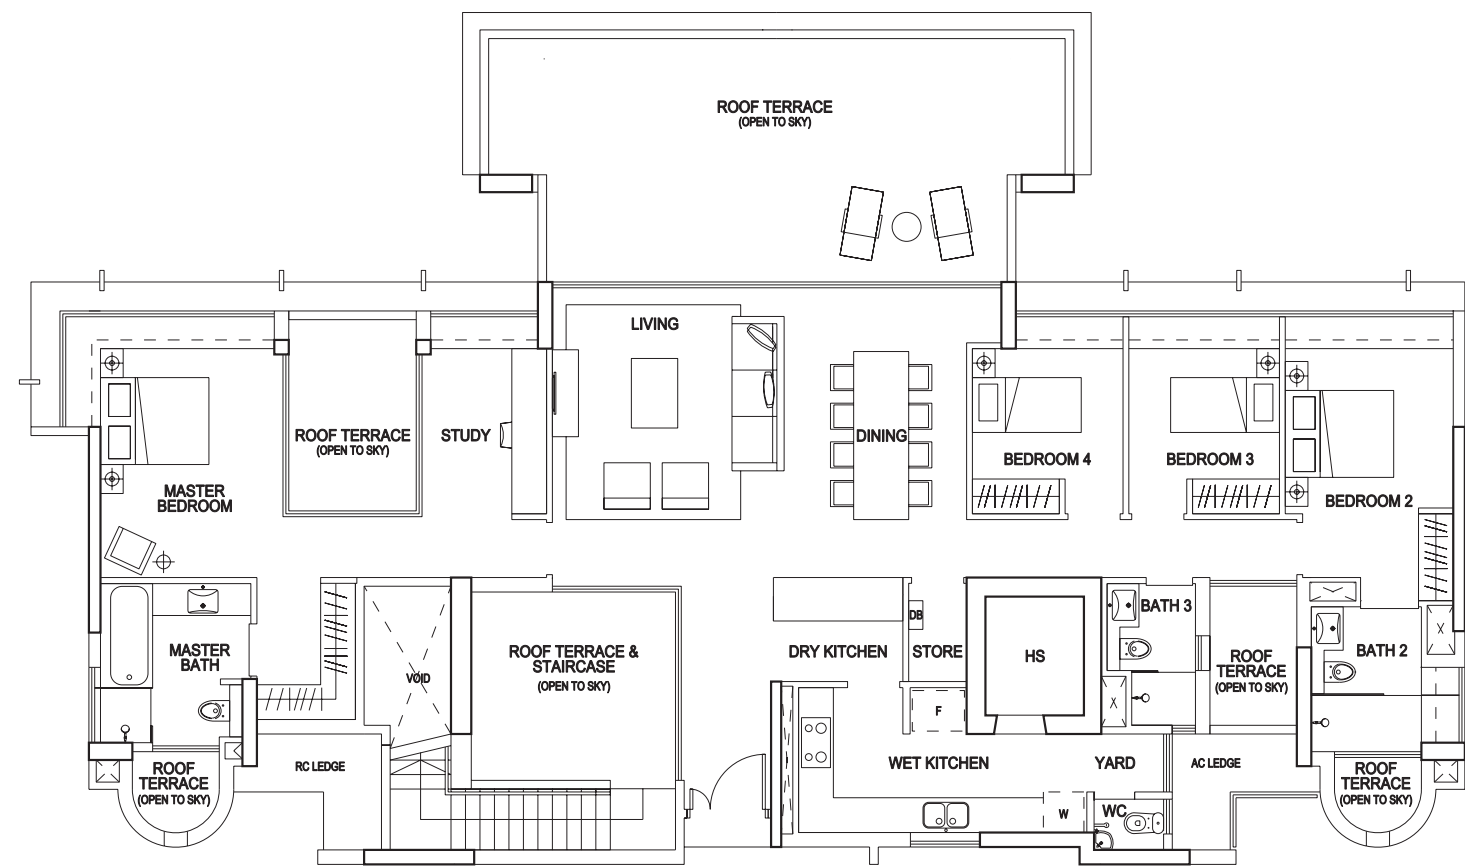 ROOF TERRACE
(OPEN TO SKY)
LIVING
ROOF TERRACE
(OPEN TO SKY)
STUDY
DINING
BEDROOM 4
BEDROOM 3
MASTER
BEDROOM
BEDROOM 2
BATH 3
DB
MASTER
BATH
ROOF TERRACE &
STAIRCASE
(OPEN TO SKY)
DRY KITCHEN
STORE
HS
ROOF
TERRACE
(OPEN TO SKY)
BATH 2
VOID
F
ROOF
TERRACE
(OPEN TO SKY)
RC LEDGE
WET KITCHEN
YARD
AC LEDGE
ROOF
TERRACE
(OPEN TO SKY)
W
WC